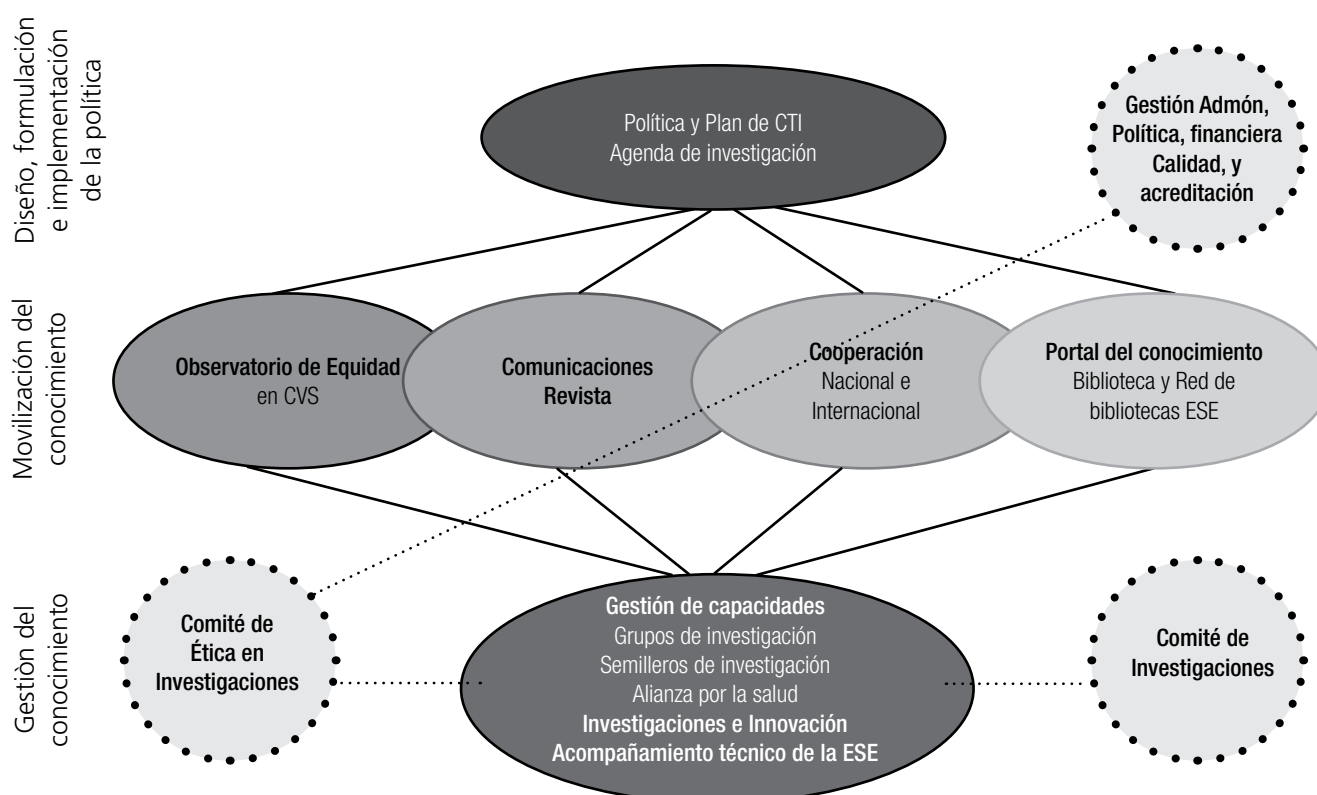 Diseño, formulación
e implementación
de la política
Política y Plan de CTI
Agenda de investigación
Gestión Admón,
Política, financiera
Calidad, y
acreditación
Movilización del
conocimiento
Observatorio de Equidad
en CVS
Comunicaciones
Revista
Cooperación
Nacional e
Internacional
Portal del conocimiento
Biblioteca y Red de
bibliotecas ESE
Gestiòn del
conocimiento
Comité de
Ética en
Investigaciones
Gestión de capacidades
Grupos de investigación
Semilleros de investigación
Alianza por la salud
Investigaciones e Innovación
Acompañamiento técnico de la ESE
Comité de
Investigaciones